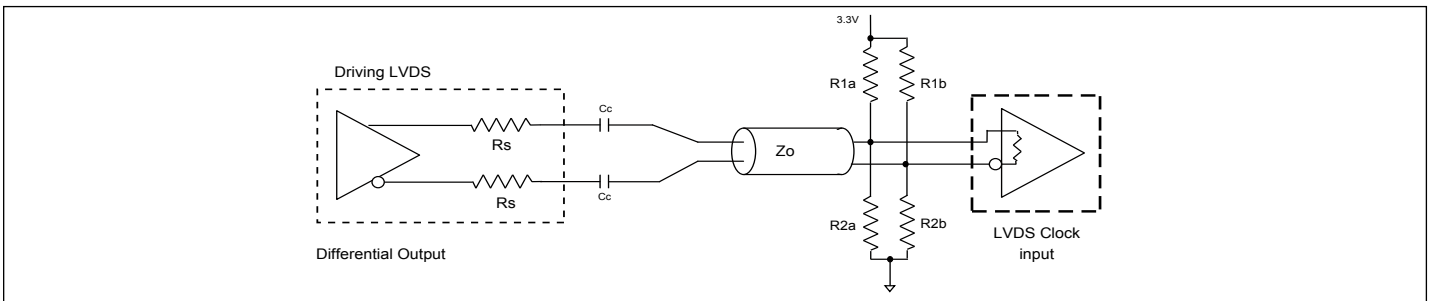 3.3V
Driving LVDS
R1a
R1b
Cc
Rs
Zo
Cc
Rs
R2a
R2b
LVDS Clock
input
Differential Output